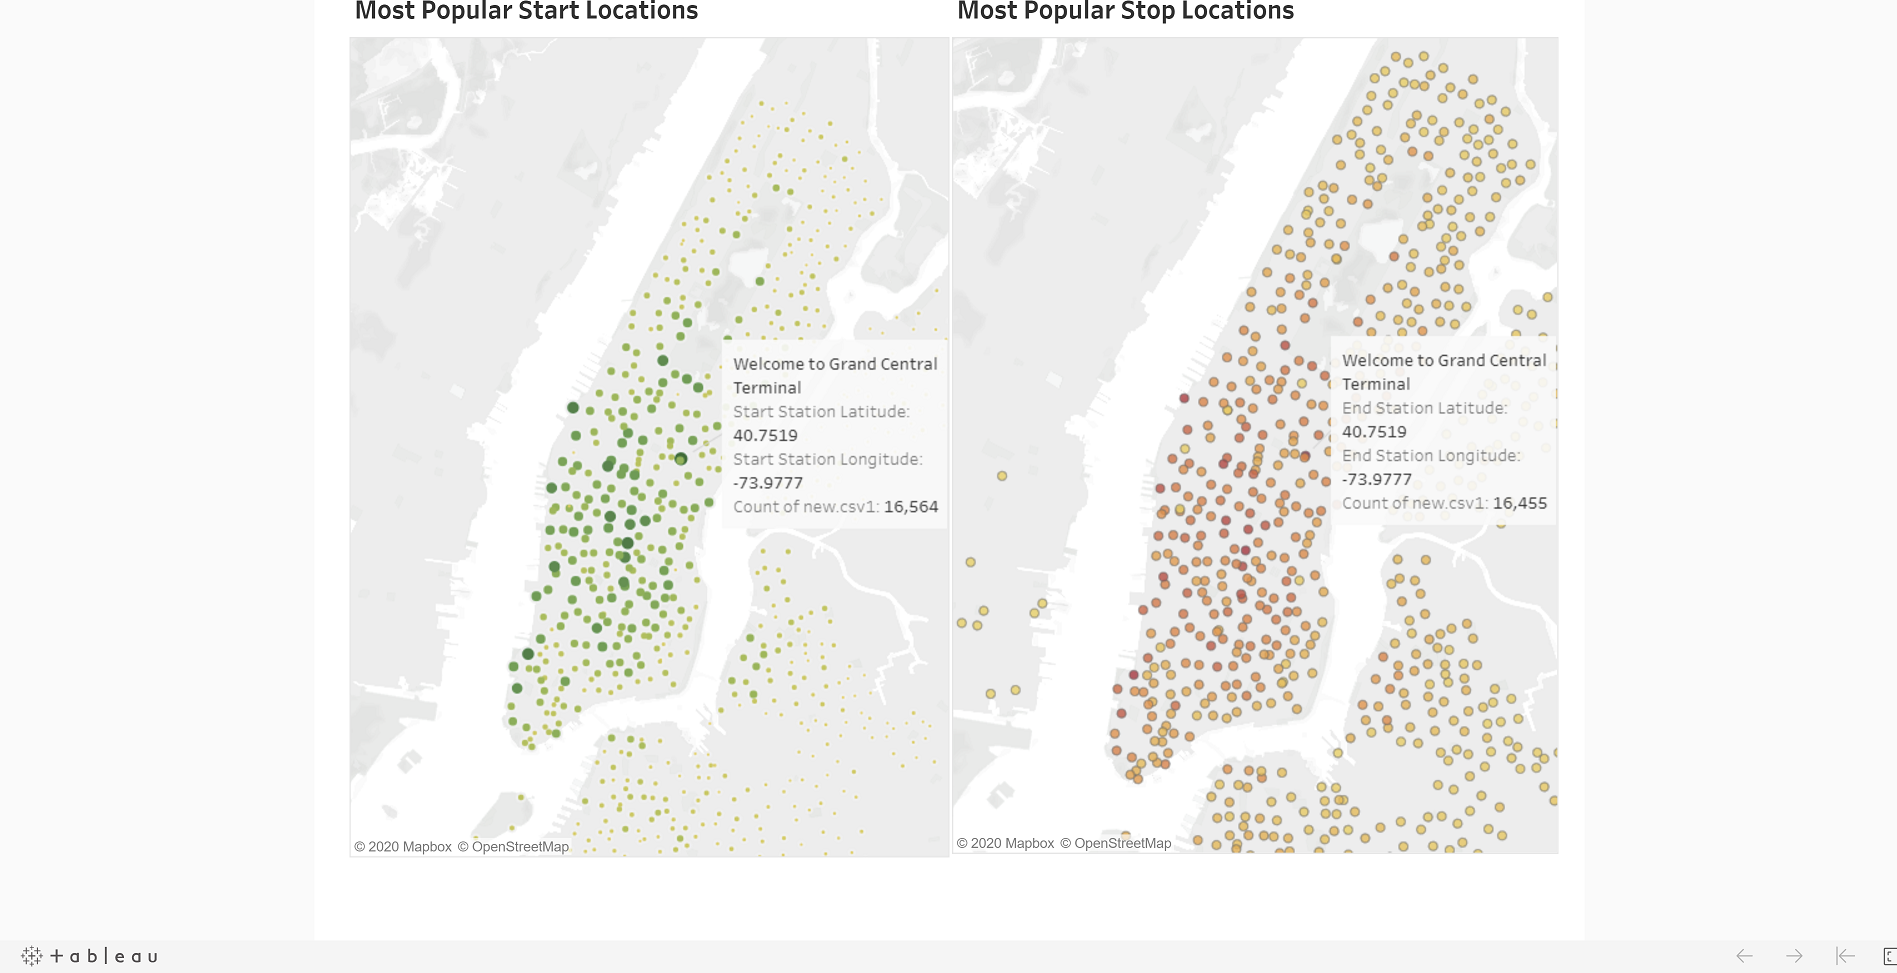 Most Popular Start Locations
Most Popular Stop Locations
Welcome to Grand Central
Terminal
Start Station Latitude:
40.7519
Start Station Longitude:
-73.9777
Count of new.csv1: 16,564
Welcome to Grand Central
Terminal
End Station Latitude:
40.7519
End Station Longitude:
-73.9777
Count of new.csv1: 16,455
© 2020 Mapbox © OpenStreetMap
© 2020 Mapbox © OpenStreetMap
+ableau